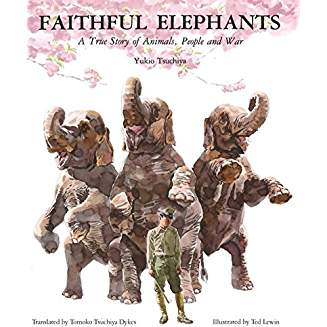 FAITHFUL ELEPHANTS
A True Story of Animals, People and War
Yukio Tsuchiya
Translated by Tomoko Tsuchiya Dykes
Illustrated by Ted Lewin